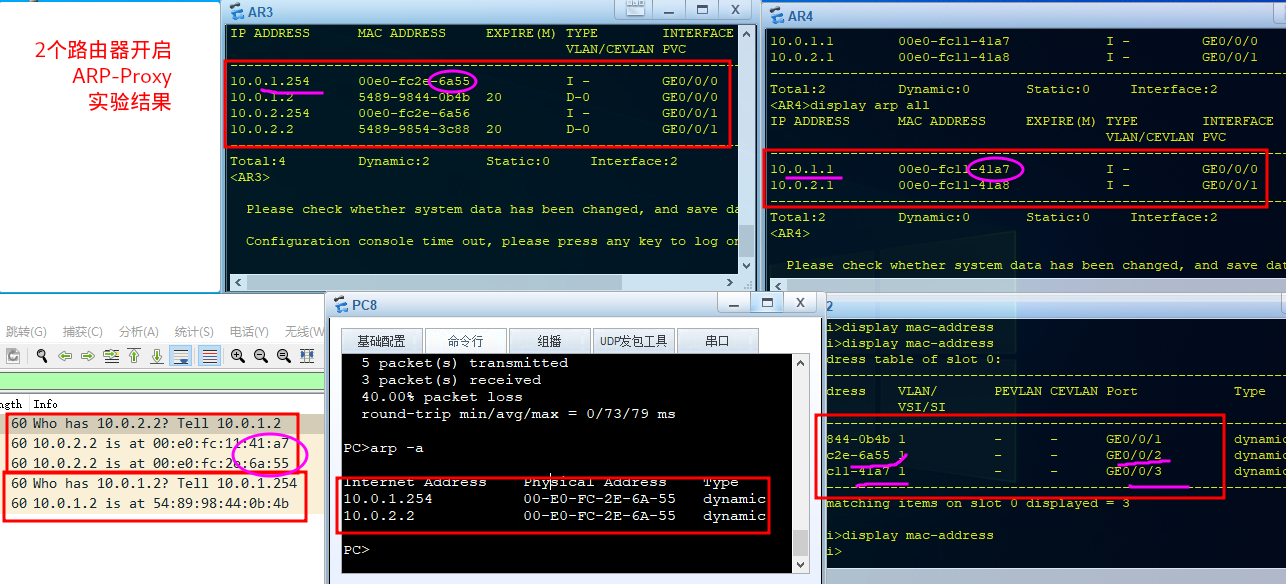 2个路由器开启
ARP-Proxy
实验结果
AR3
IP ADDRESS MAC ADDRESS EXPIRE(M) TYPE INTERFACE
VLAN/CEVLAN PVC
10.0.1.254 00e0-fc2e-6a55 I - GE0/0/0
10.0.1.2 5489-9844-0b4b 20 D-0 GE0/0/0
10.0.2.254 00e0-fc2e-6a56 I - GE0/0/1
10.0.2.2 5489-9854-3c88 20 D-0 GE0/0/1
Total:4 Dynamic:2 Static:0 Interface:2
<AR3>
Please check whether system data has been changed, and save da
Configuration console time out, please press any key to log on
AR4
10.0.1.1 00e0-fc11-41a7 I - GE0/0/0
10.0.2.1 00e0-fc11-41a8 I - GE0/0/1
Total:2 Dynamic:0 Static:0 Interface:2
<AR4>display arp all
IP ADDRESS MAC ADDRESS EXPIRE(M) TYPE INTERFACE
VLAN/CEVLAN PVC
10.0.1.1 00e0-fc11-41a7 I - GE0/0/0
10.0.2.1 00e0-fc11-41a8 I - GE0/0/1
Total:2 Dynamic:0 Static:0 Interface:2
<AR4>
Please check whether system data has been changed, and save dat
跳转(G) 捕获(C) 分析(A) 统计(S) 电话(Y) 无线(W
ngth Info
60 Who has 10.0.2.2? Tell 10.0.1.2
60 10.0.2.2 is at 00:e0:fc:11:41:a7
60 10.0.2.2 is at 00:e0:fc:2e:6a:55
60 Who has 10.0.1.2? Tell 10.0.1.254
60 10.0.1.2 is at 54:89:98:44:0b:4b
PC8
基础配置 命令行 组播 UDP发包工具 串口
5 packet(s) transmitted
3 packet(s) received
40.00% packet loss
round-trip min/avg/max = 0/73/79 ms
PC>arp -a
Internet Address Physical Address Type
10.0.1.254 00-E0-FC-2E-6A-55 dynamic
10.0.2.2 00-E0-FC-2E-6A-55 dynamic
PC>
2
i>display mac-address
i>display mac-address
dress table of slot 0:
dress VLAN/ PEVLAN CEVLAN Port Type
VSI/SI
844-0b4b 1 - - GE0/0/1 dynamic
c2e-6a55 1 - - GE0/0/2 dynamic
c11-41a7 1 - - GE0/0/3 dynamic
matching items on slot 0 displayed = 3
i>display mac-address
i>